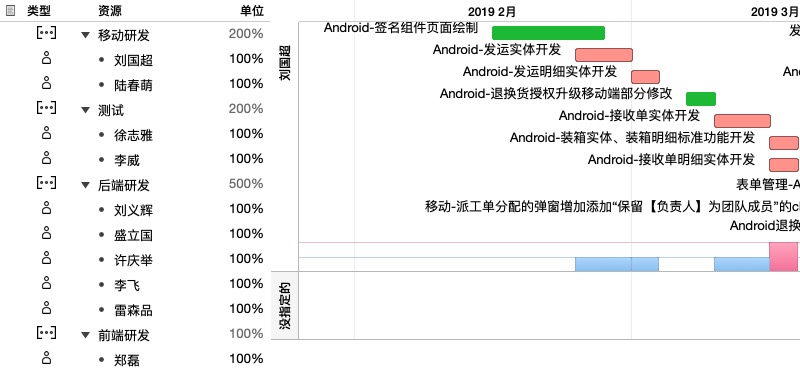 类型 资源 单位
移动研发 200%
刘国超 100%
陆春萌 100%
测试 200%
徐志雅 100%
李威 100%
后端研发 500%
刘义辉 100%
盛立国 100%
许庆举 100%
李飞 100%
雷森品 100%
前端研发 100%
郑磊 100%
2019 2月 2019 3月
刘国超
Android-签名组件页面绘制 发
Android-发运实体开发
Android-发运明细实体开发 An
Android-退换货授权升级移动端部分修改
Android-接收单实体开发
Android-装箱实体、装箱明细标准功能开发
Android-接收单明细实体开发
表单管理-A
移动-派工单分配的弹窗增加添加“保留【负责人】为团队成员”的cl
Android退换
没指定的